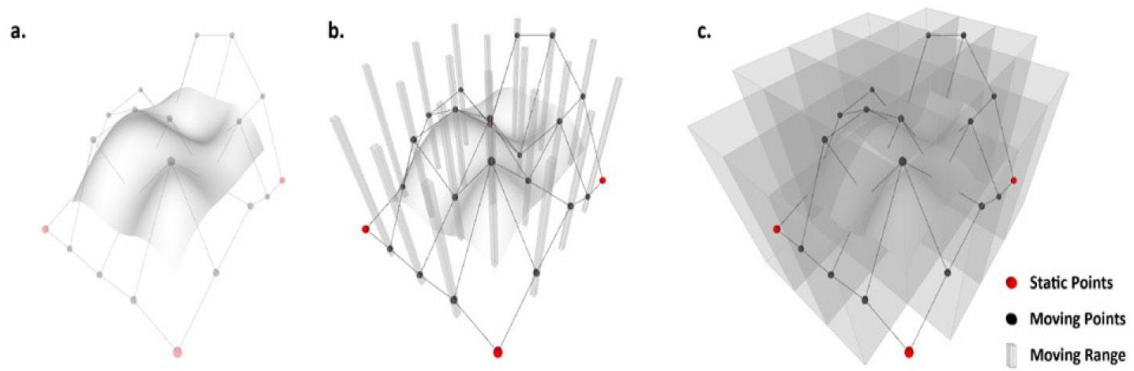 a.
b.
c.
Static Points
Moving Points
Moving Range